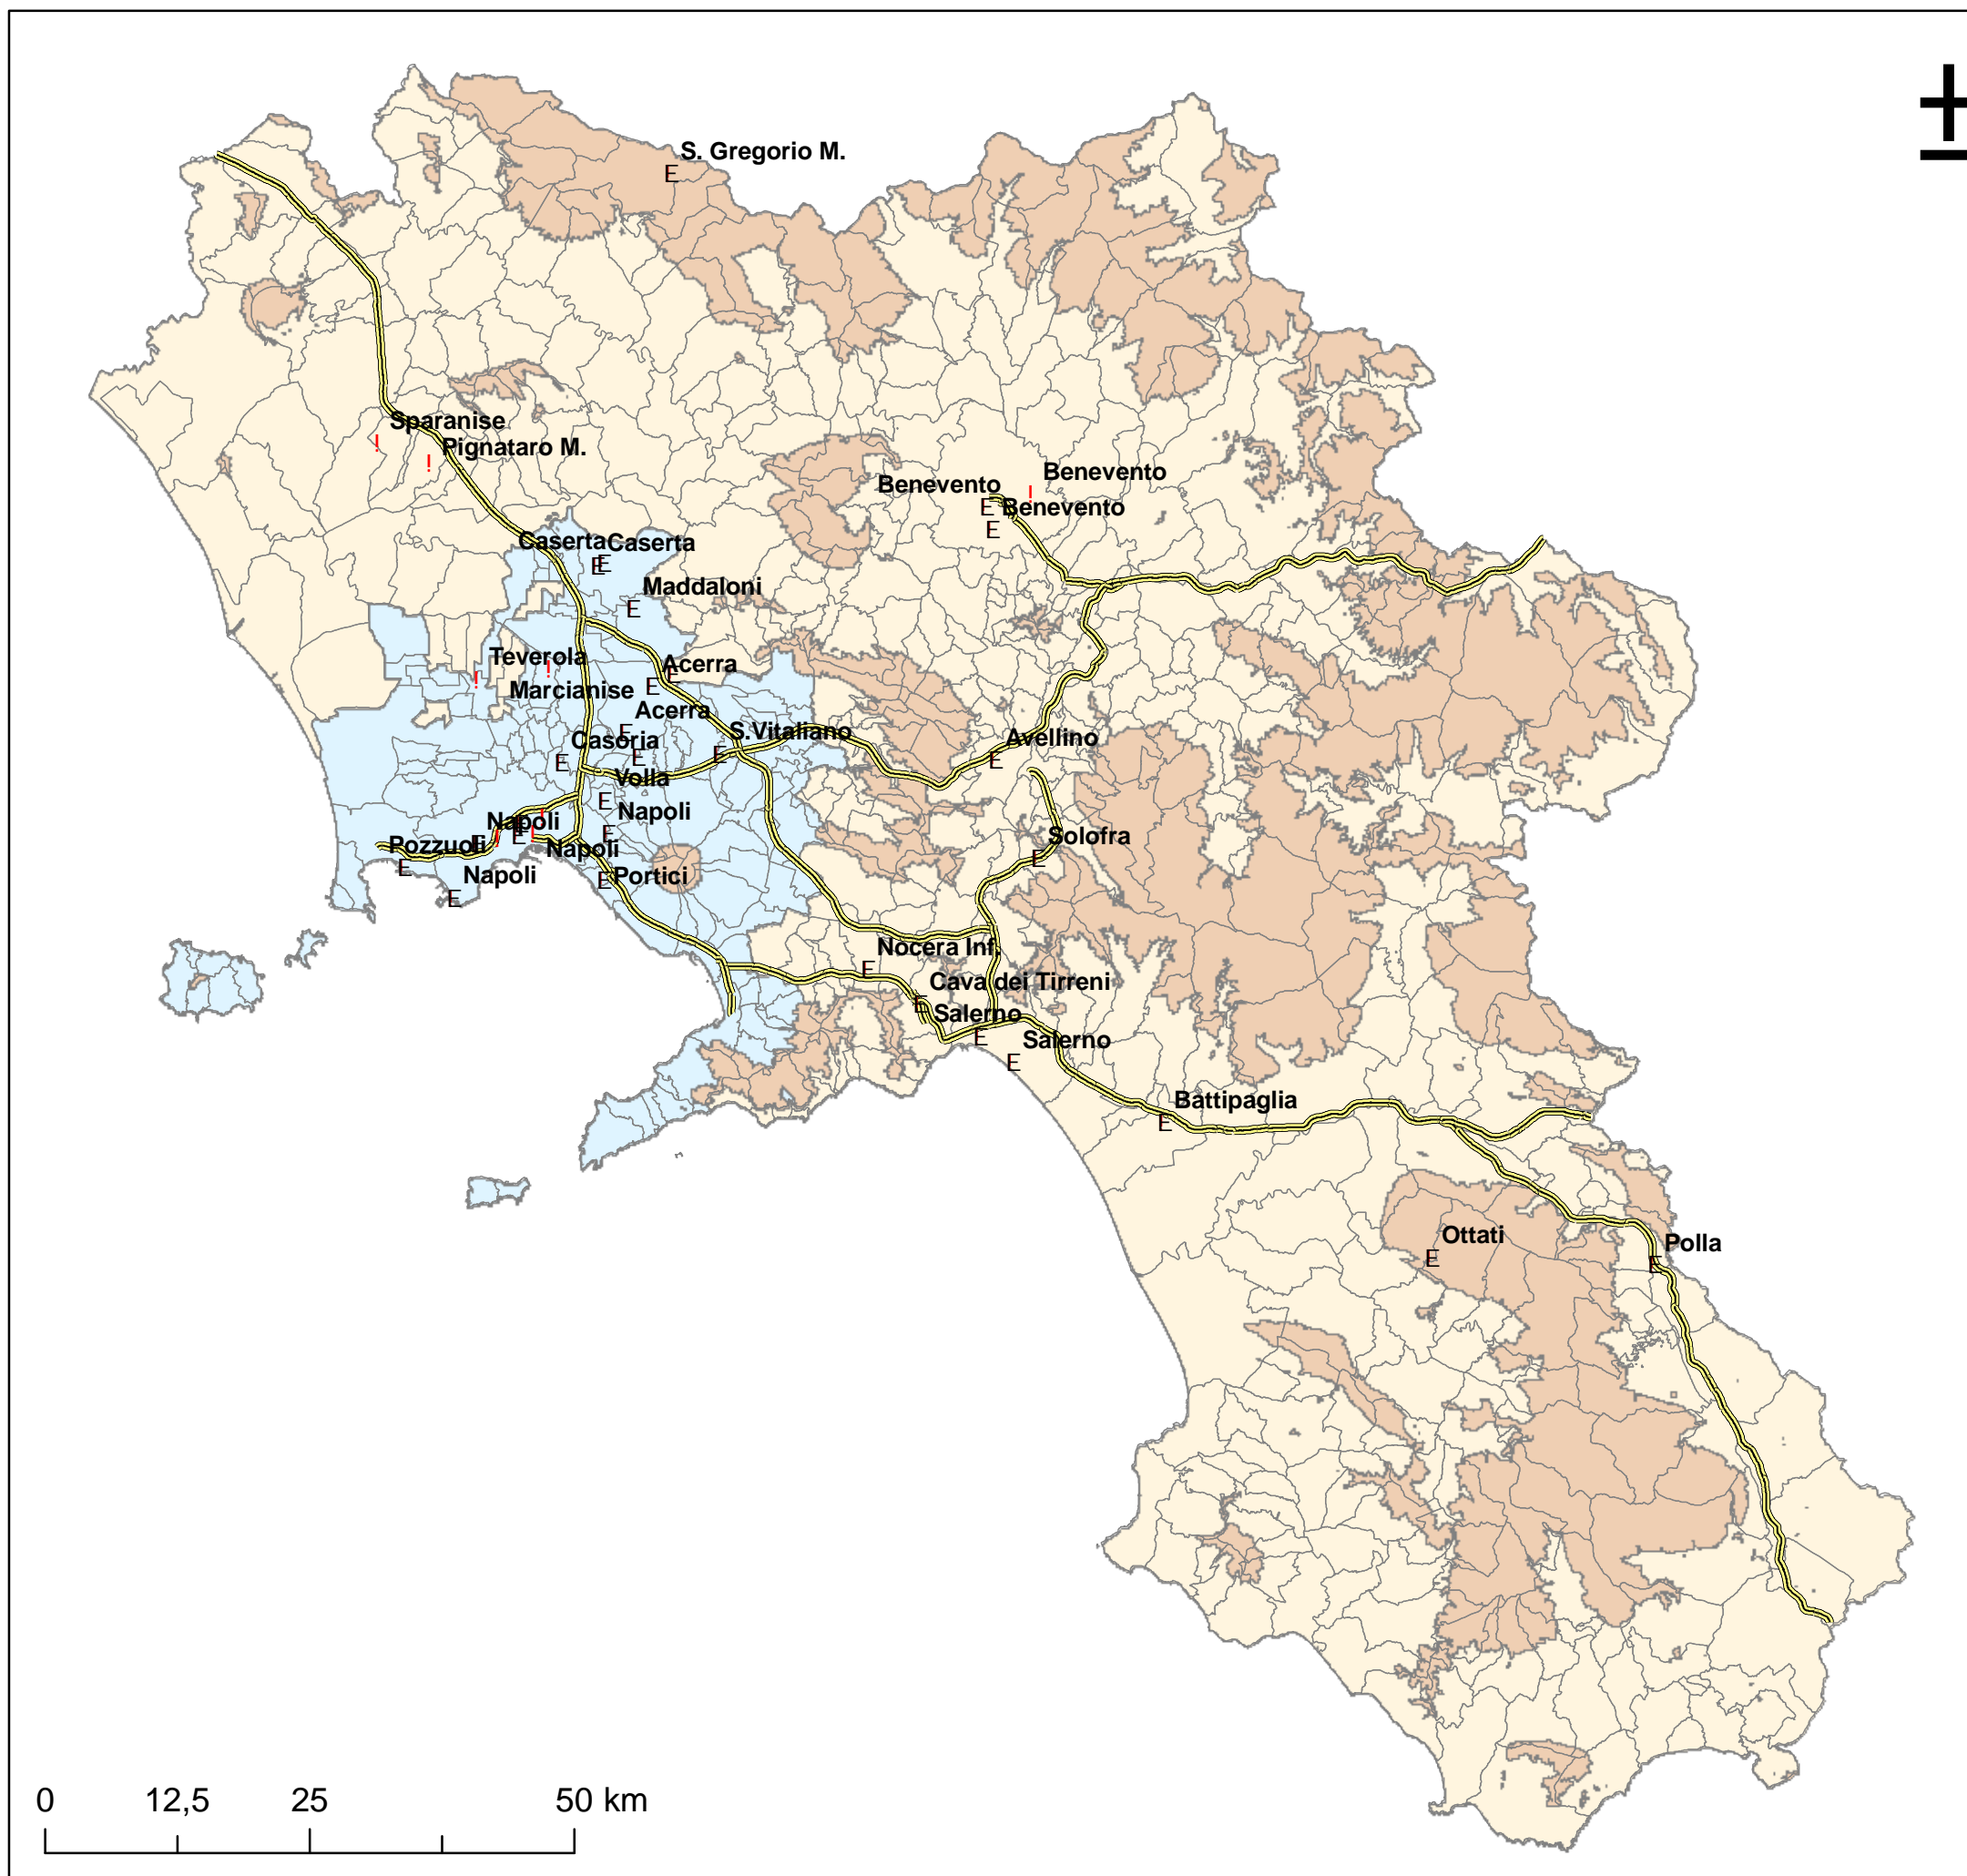 ±
S. Gregorio M.
E
Sparanise
!
Pignataro M.
!
Benevento
Benevento
!
E
Benevento
E
Caserta
Caserta
E
E
Maddaloni
E
Teverola
!
!
Acerra
E
E
Marcianise
Acerra
E
Casoria
E
E
S.Vitaliano
E
Avellino
E
Volla
E
Napoli
E
Napoli
E
E
!
!
!
Solofra
E
Pozzuoli
E
E
Napoli
Napoli
E
Portici
E
Nocera Inf.
E
Cava dei Tirreni
E
Salerno
E
Salerno
E
Battipaglia
E
Ottati
E
Polla
E
0 12,5 25 50 km